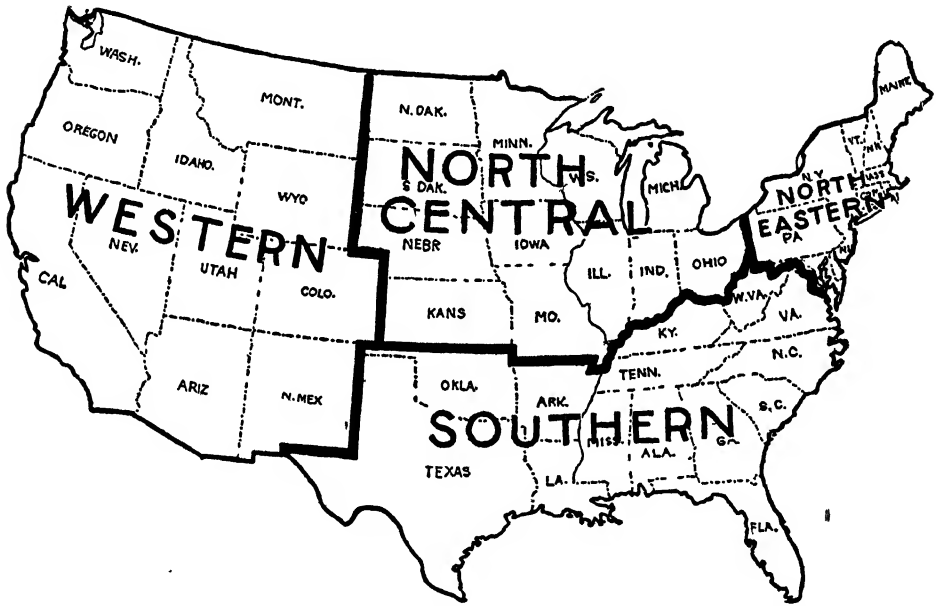 WASH.
OREGON
IDAHO.
MONT.
WYO
WESTERN
NEV.
UTAH
COLO.
CAL
ARIZ
N.MEX
N. DAK.
MINN.
S DAK.
NORTH
CENTRAL
WS.
MICH.
NEBR
IOWA
ILL.
IND.
OHIO
KANS
MO.
MAINE
VT.
N.H.
N.Y
NORTH
EASTERN
PA
W.VA.
VA.
KY.
N.C.
TENN.
OKLA.
ARK.
S.C.
SOUTHERN
MISS
ALA.
GA.
TEXAS
LA.
FLA.